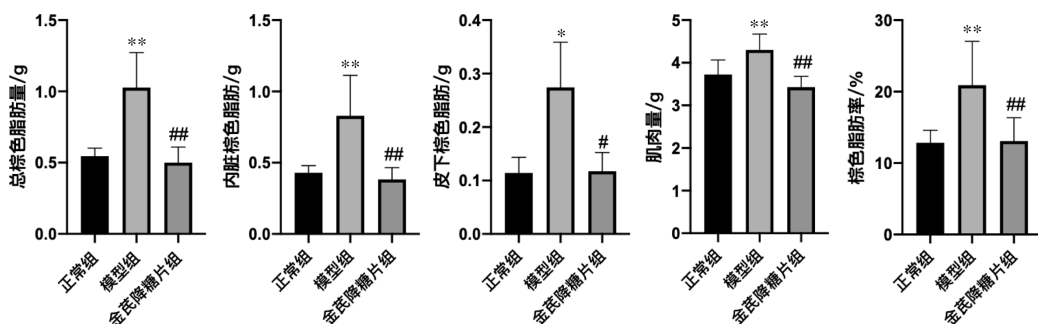 总棕色脂肪量/g
1.5
1.0
0.5
0.0
**
##
正常组
模型组
金芪降糖片组
内脏棕色脂肪/g
1.5
1.0
0.5
0.0
**
##
正常组
模型组
金芪降糖片组
皮下棕色脂肪/g
0.4
0.3
0.2
0.1
0.0
*
#
正常组
模型组
金芪降糖片组
肌肉量/g
5
4
3
2
1
0
**
##
正常组
模型组
金芪降糖片组
棕色脂肪率/%
30
20
10
0
**
##
正常组
模型组
金芪降糖片组